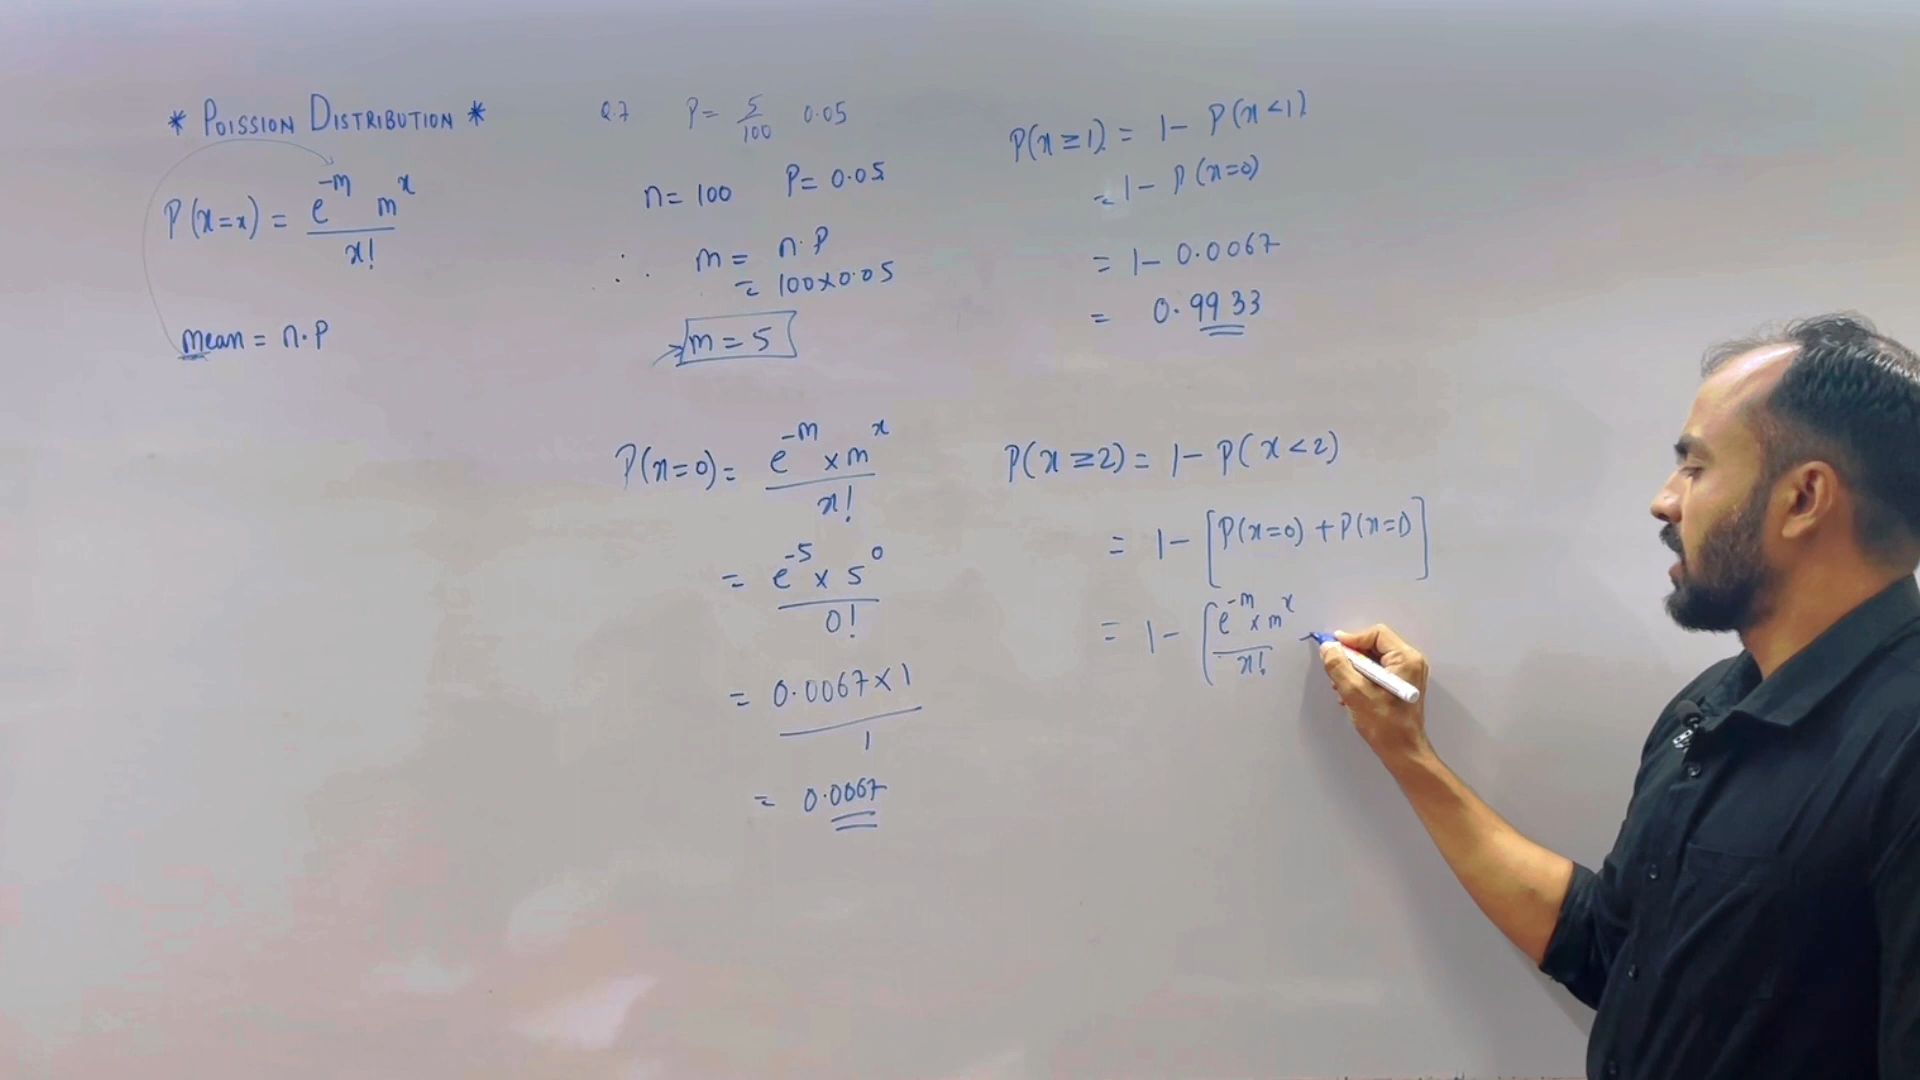 * POISSION DISTRIBUTION *
P(x=x) = e^-m m^x / x!
mean = n.P
Q.7 P= 5/100 0.05
n= 100 P= 0.05
∴ m= n.P
= 100×0.05
m = 5
P(x=0)= e^-m × m^x / x!
= e^-5 × 5^0 / 0!
= 0.0067×1 / 1
= 0.0067
P(x≥1) = 1- P(x<1)
= 1- P(x=0)
= 1- 0.0067
= 0.9933
P(x≥2)= 1- P(x<2)
= 1- [P(x=0) + P(x=1)]
= 1- [e^-m × m^x / x!